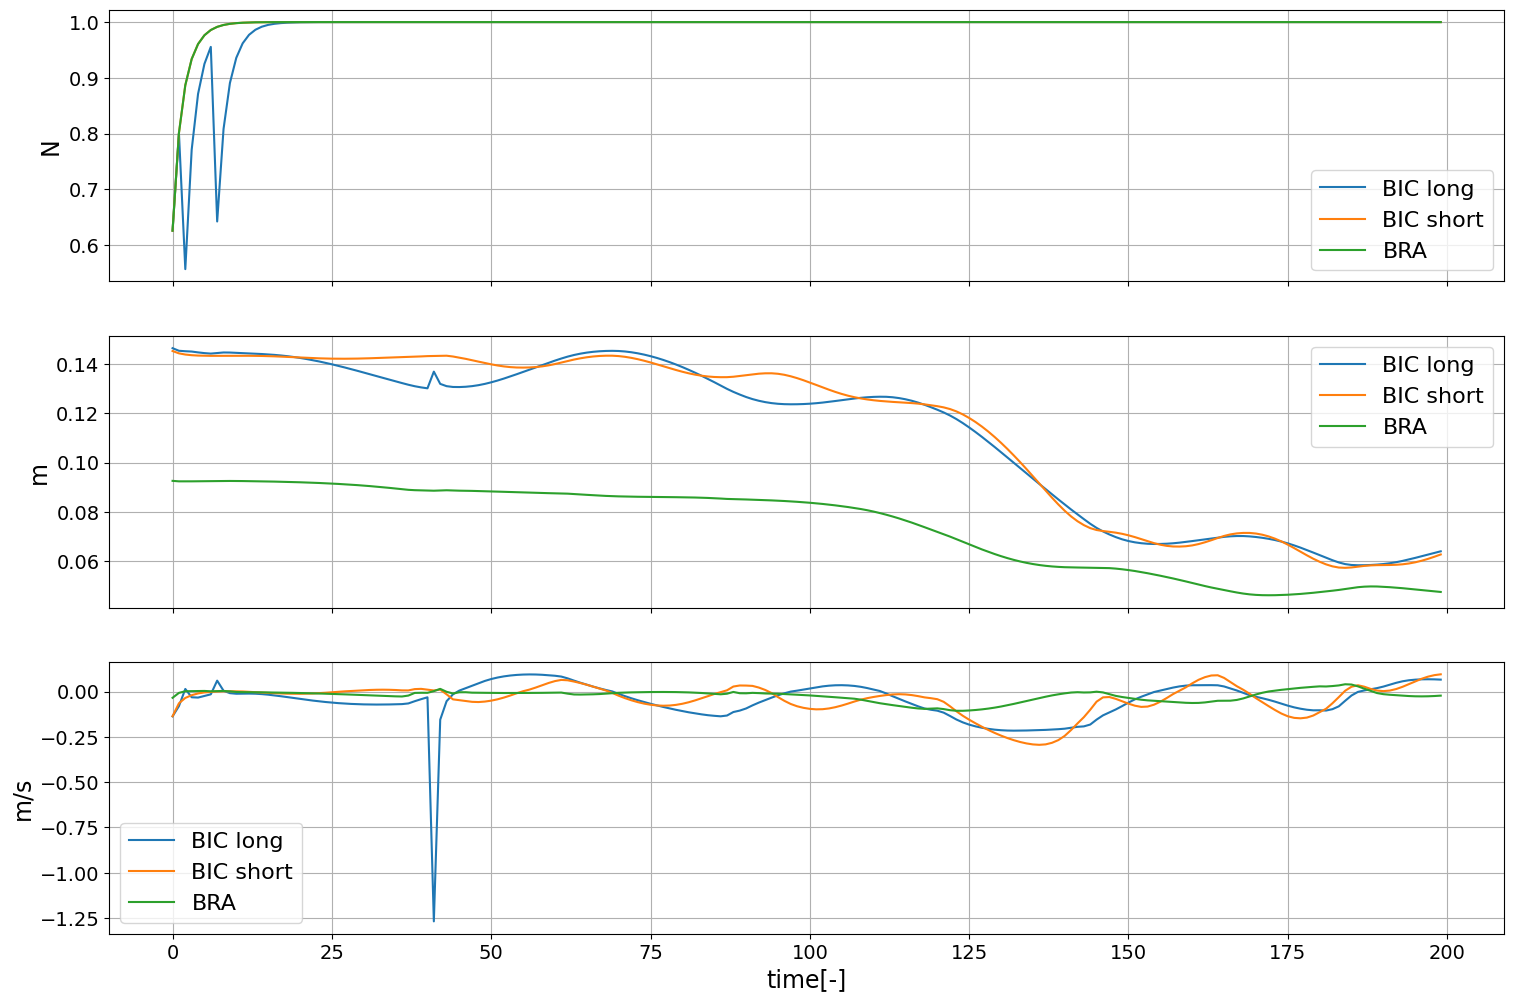 1.0
0.9
0.8
0.7
0.6
N
BIC long
BIC short
BRA
0.14
0.12
0.10
0.08
0.06
m
BIC long
BIC short
BRA
0.00
−0.25
−0.50
−0.75
−1.00
−1.25
m/s
BIC long
BIC short
BRA
0 25 50 75 100 125 150 175 200
time[-]